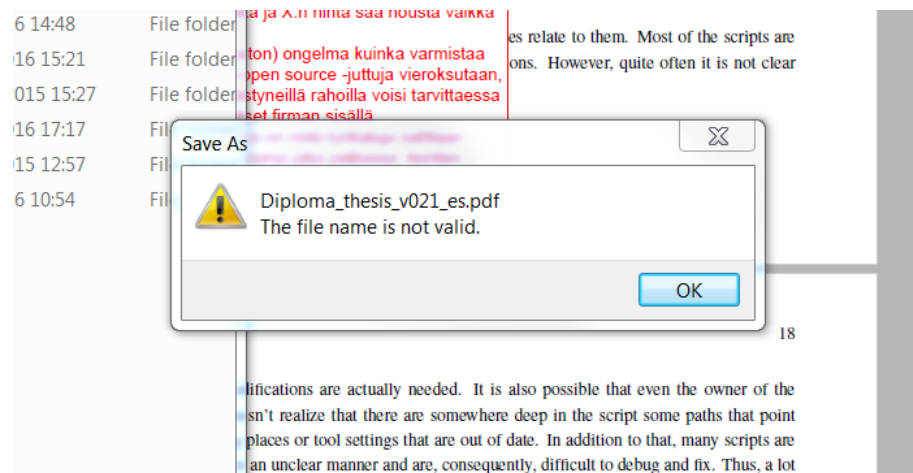 6 14:48 File folder
16 15:21 File folder
015 15:27 File folder
16 17:17 Fil
15 12:57 Fil
6 10:54 Fil
ta ja X:n hinta saa nousta vaikka
ton) ongelma kuinka varmistaa
open source -juttuja vieroksutaan,
styneillä rahoilla voisi tarvittaessa
set firman sisällä
es relate to them. Most of the scripts are
ons. However, quite often it is not clear
Save As
Diploma_thesis_v021_es.pdf
The file name is not valid.
OK
18
lifications are actually needed. It is also possible that even the owner of the
sn't realize that there are somewhere deep in the script some paths that point
places or tool settings that are out of date. In addition to that, many scripts are
an unclear manner and are, consequently, difficult to debug and fix. Thus, a lot